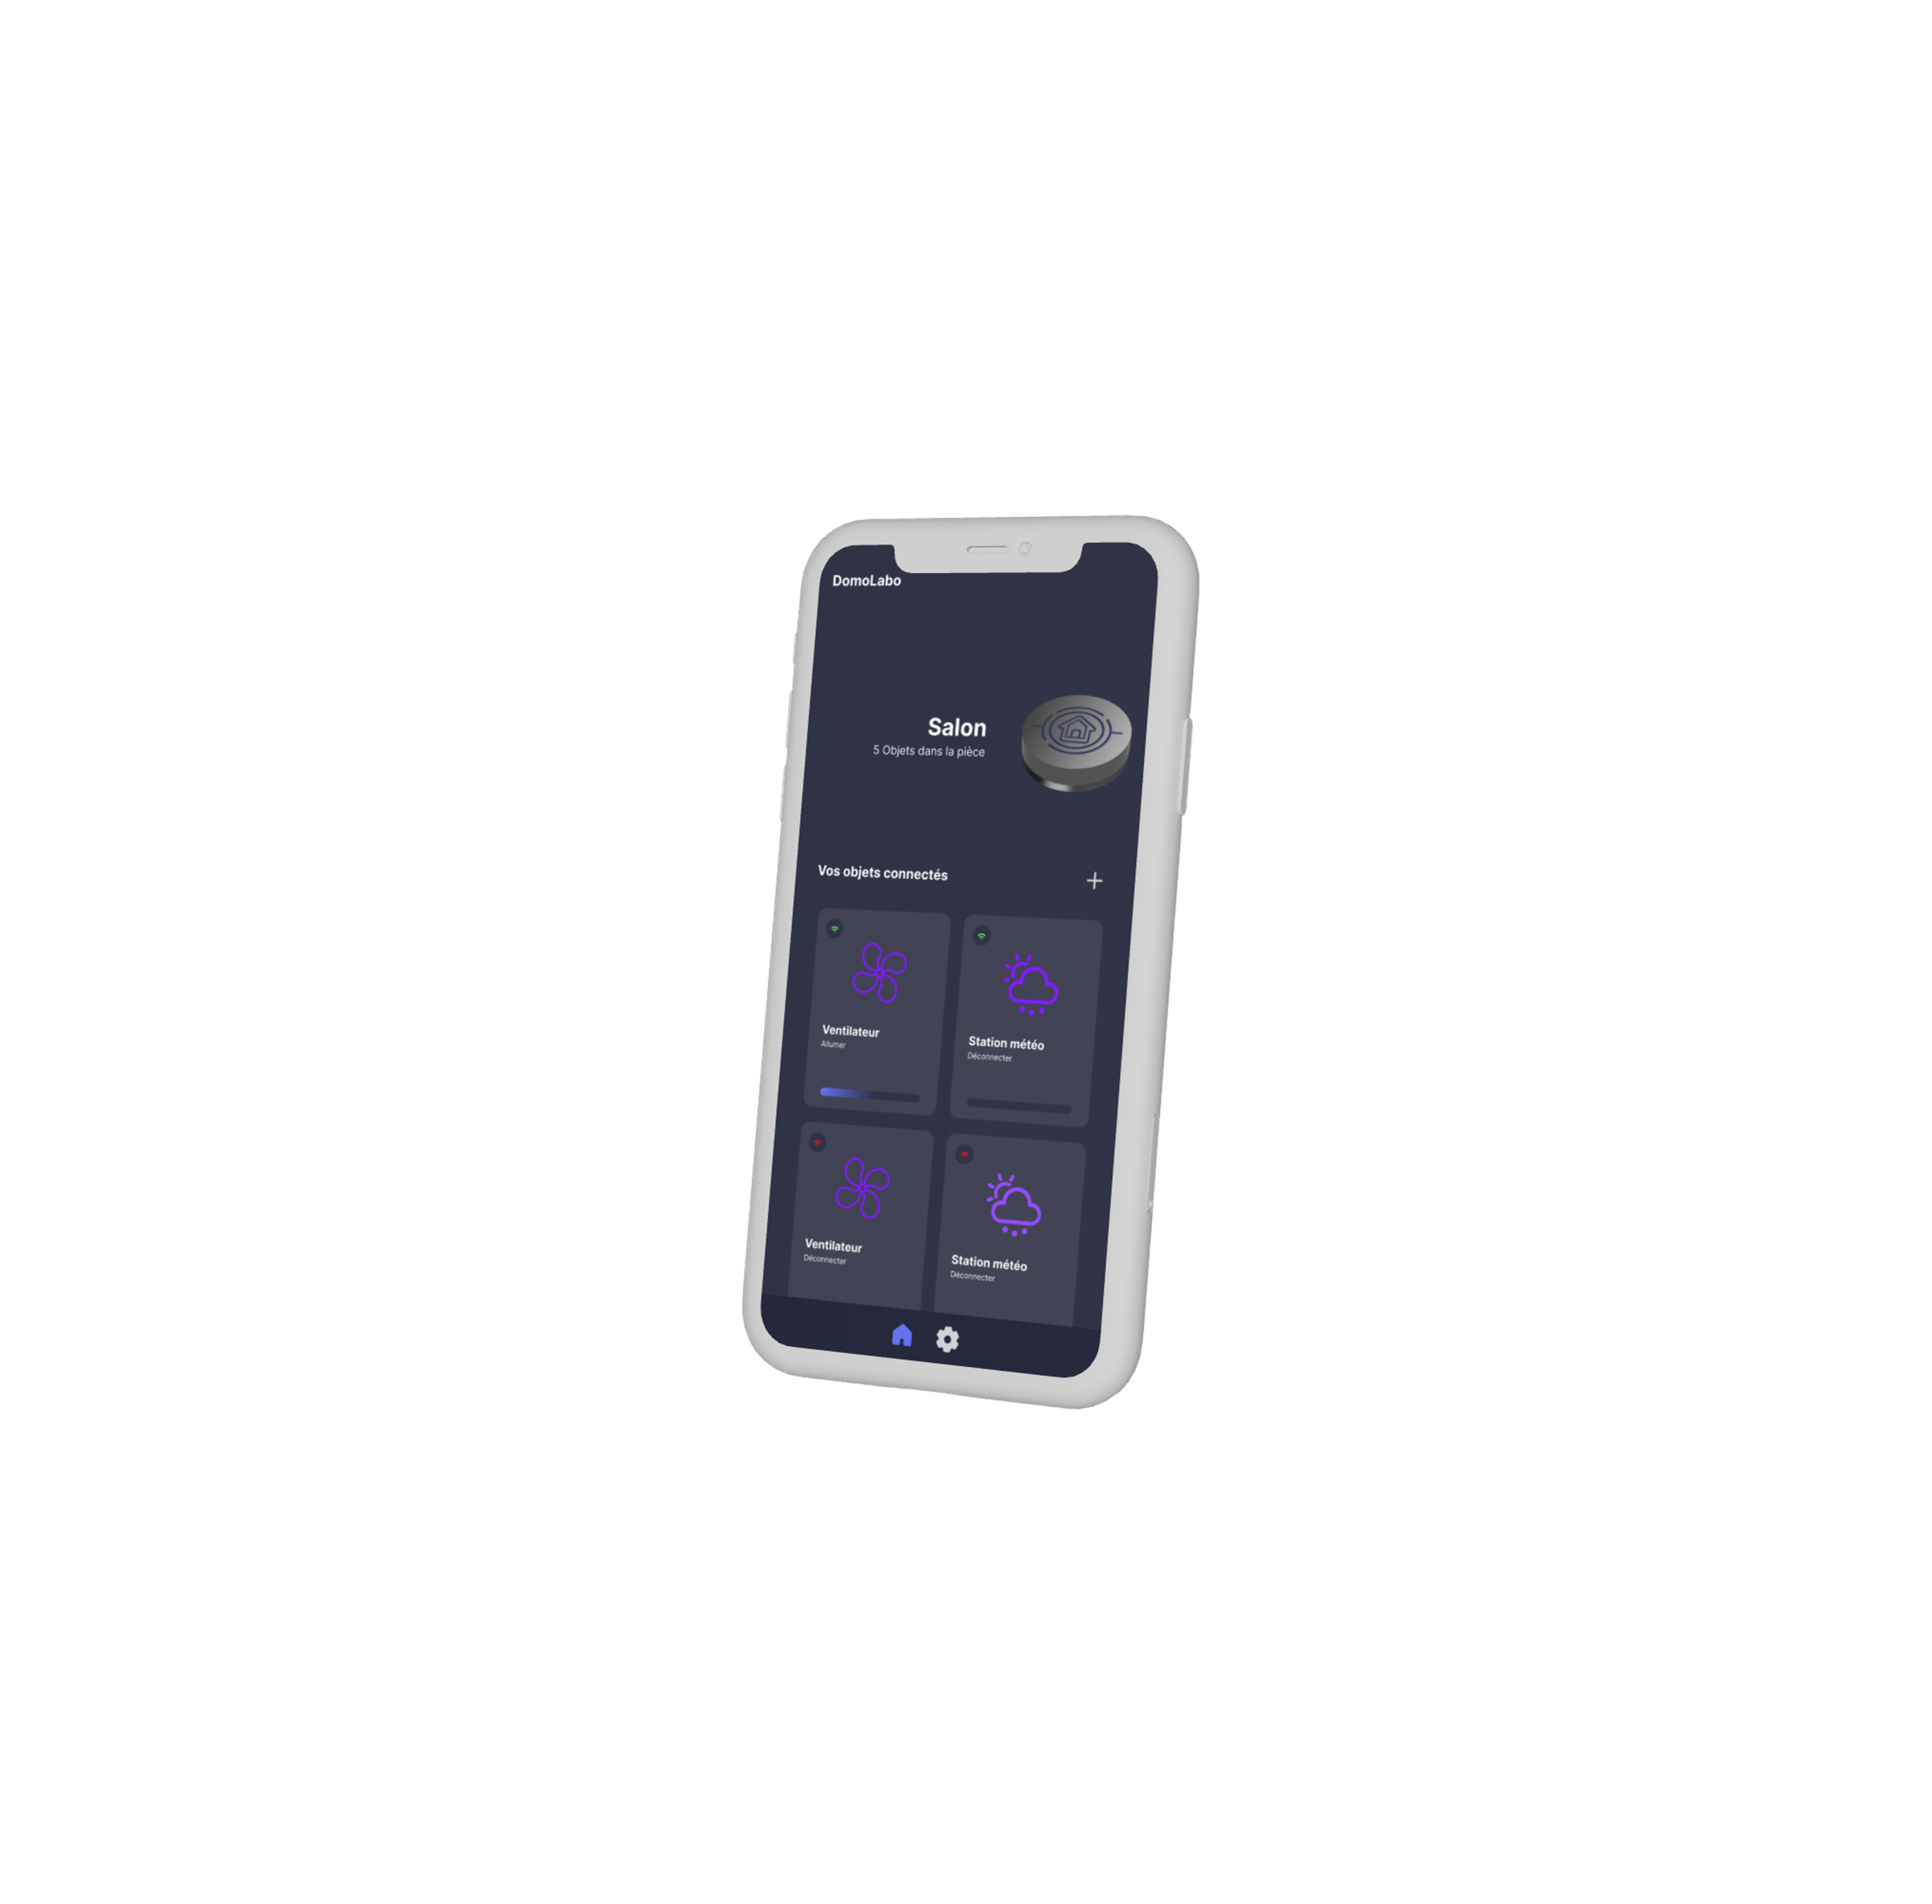 DomoLabo
Salon
5 Objets dans la pièce
Vos objets connectés
Ventilateur
Allumer
Station météo
Déconnecter
Ventilateur
Déconnecter
Station météo
Déconnecter